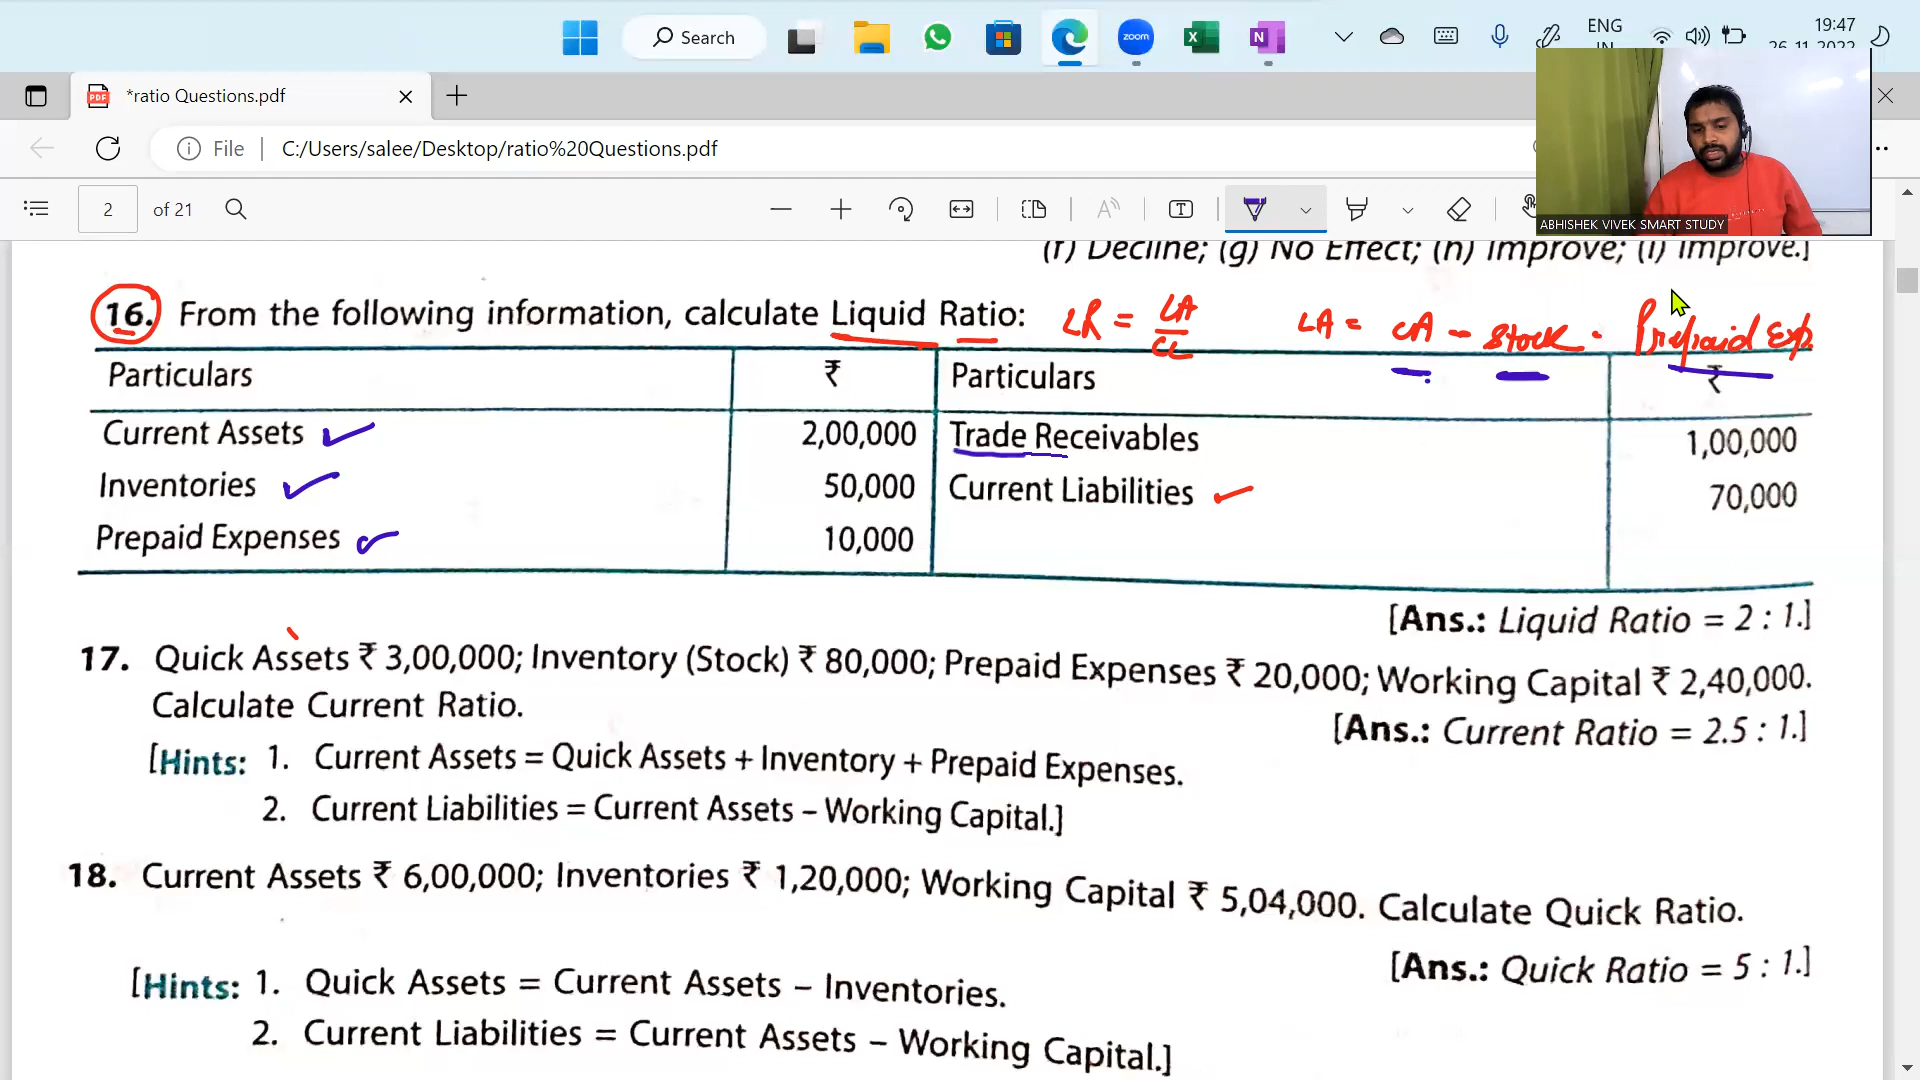 Search
ENG
IN
19:47
26-11-2022
*ratio Questions.pdf
File
C:/Users/salee/Desktop/ratio%20Questions.pdf
2 of 21
ABHISHEK VIVEK SMART STUDY
(f) Decline; (g) No Effect; (h) Improve; (i) Improve.]
16. From the following information, calculate Liquid Ratio:
LR = LA/CL LA = CA - Stock - Prepaid Exp.
Particulars ₹ Particulars ₹
Current Assets 2,00,000 Trade Receivables 1,00,000
Inventories 50,000 Current Liabilities 70,000
Prepaid Expenses 10,000
[Ans.: Liquid Ratio = 2 : 1.]
17. Quick Assets ₹ 3,00,000; Inventory (Stock) ₹ 80,000; Prepaid Expenses ₹ 20,000; Working Capital ₹ 2,40,000.
Calculate Current Ratio.
[Ans.: Current Ratio = 2.5 : 1.]
[Hints: 1. Current Assets = Quick Assets + Inventory + Prepaid Expenses.
2. Current Liabilities = Current Assets – Working Capital.]
18. Current Assets ₹ 6,00,000; Inventories ₹ 1,20,000; Working Capital ₹ 5,04,000. Calculate Quick Ratio.
[Ans.: Quick Ratio = 5 : 1.]
[Hints: 1. Quick Assets = Current Assets – Inventories.
2. Current Liabilities = Current Assets – Working Capital.]